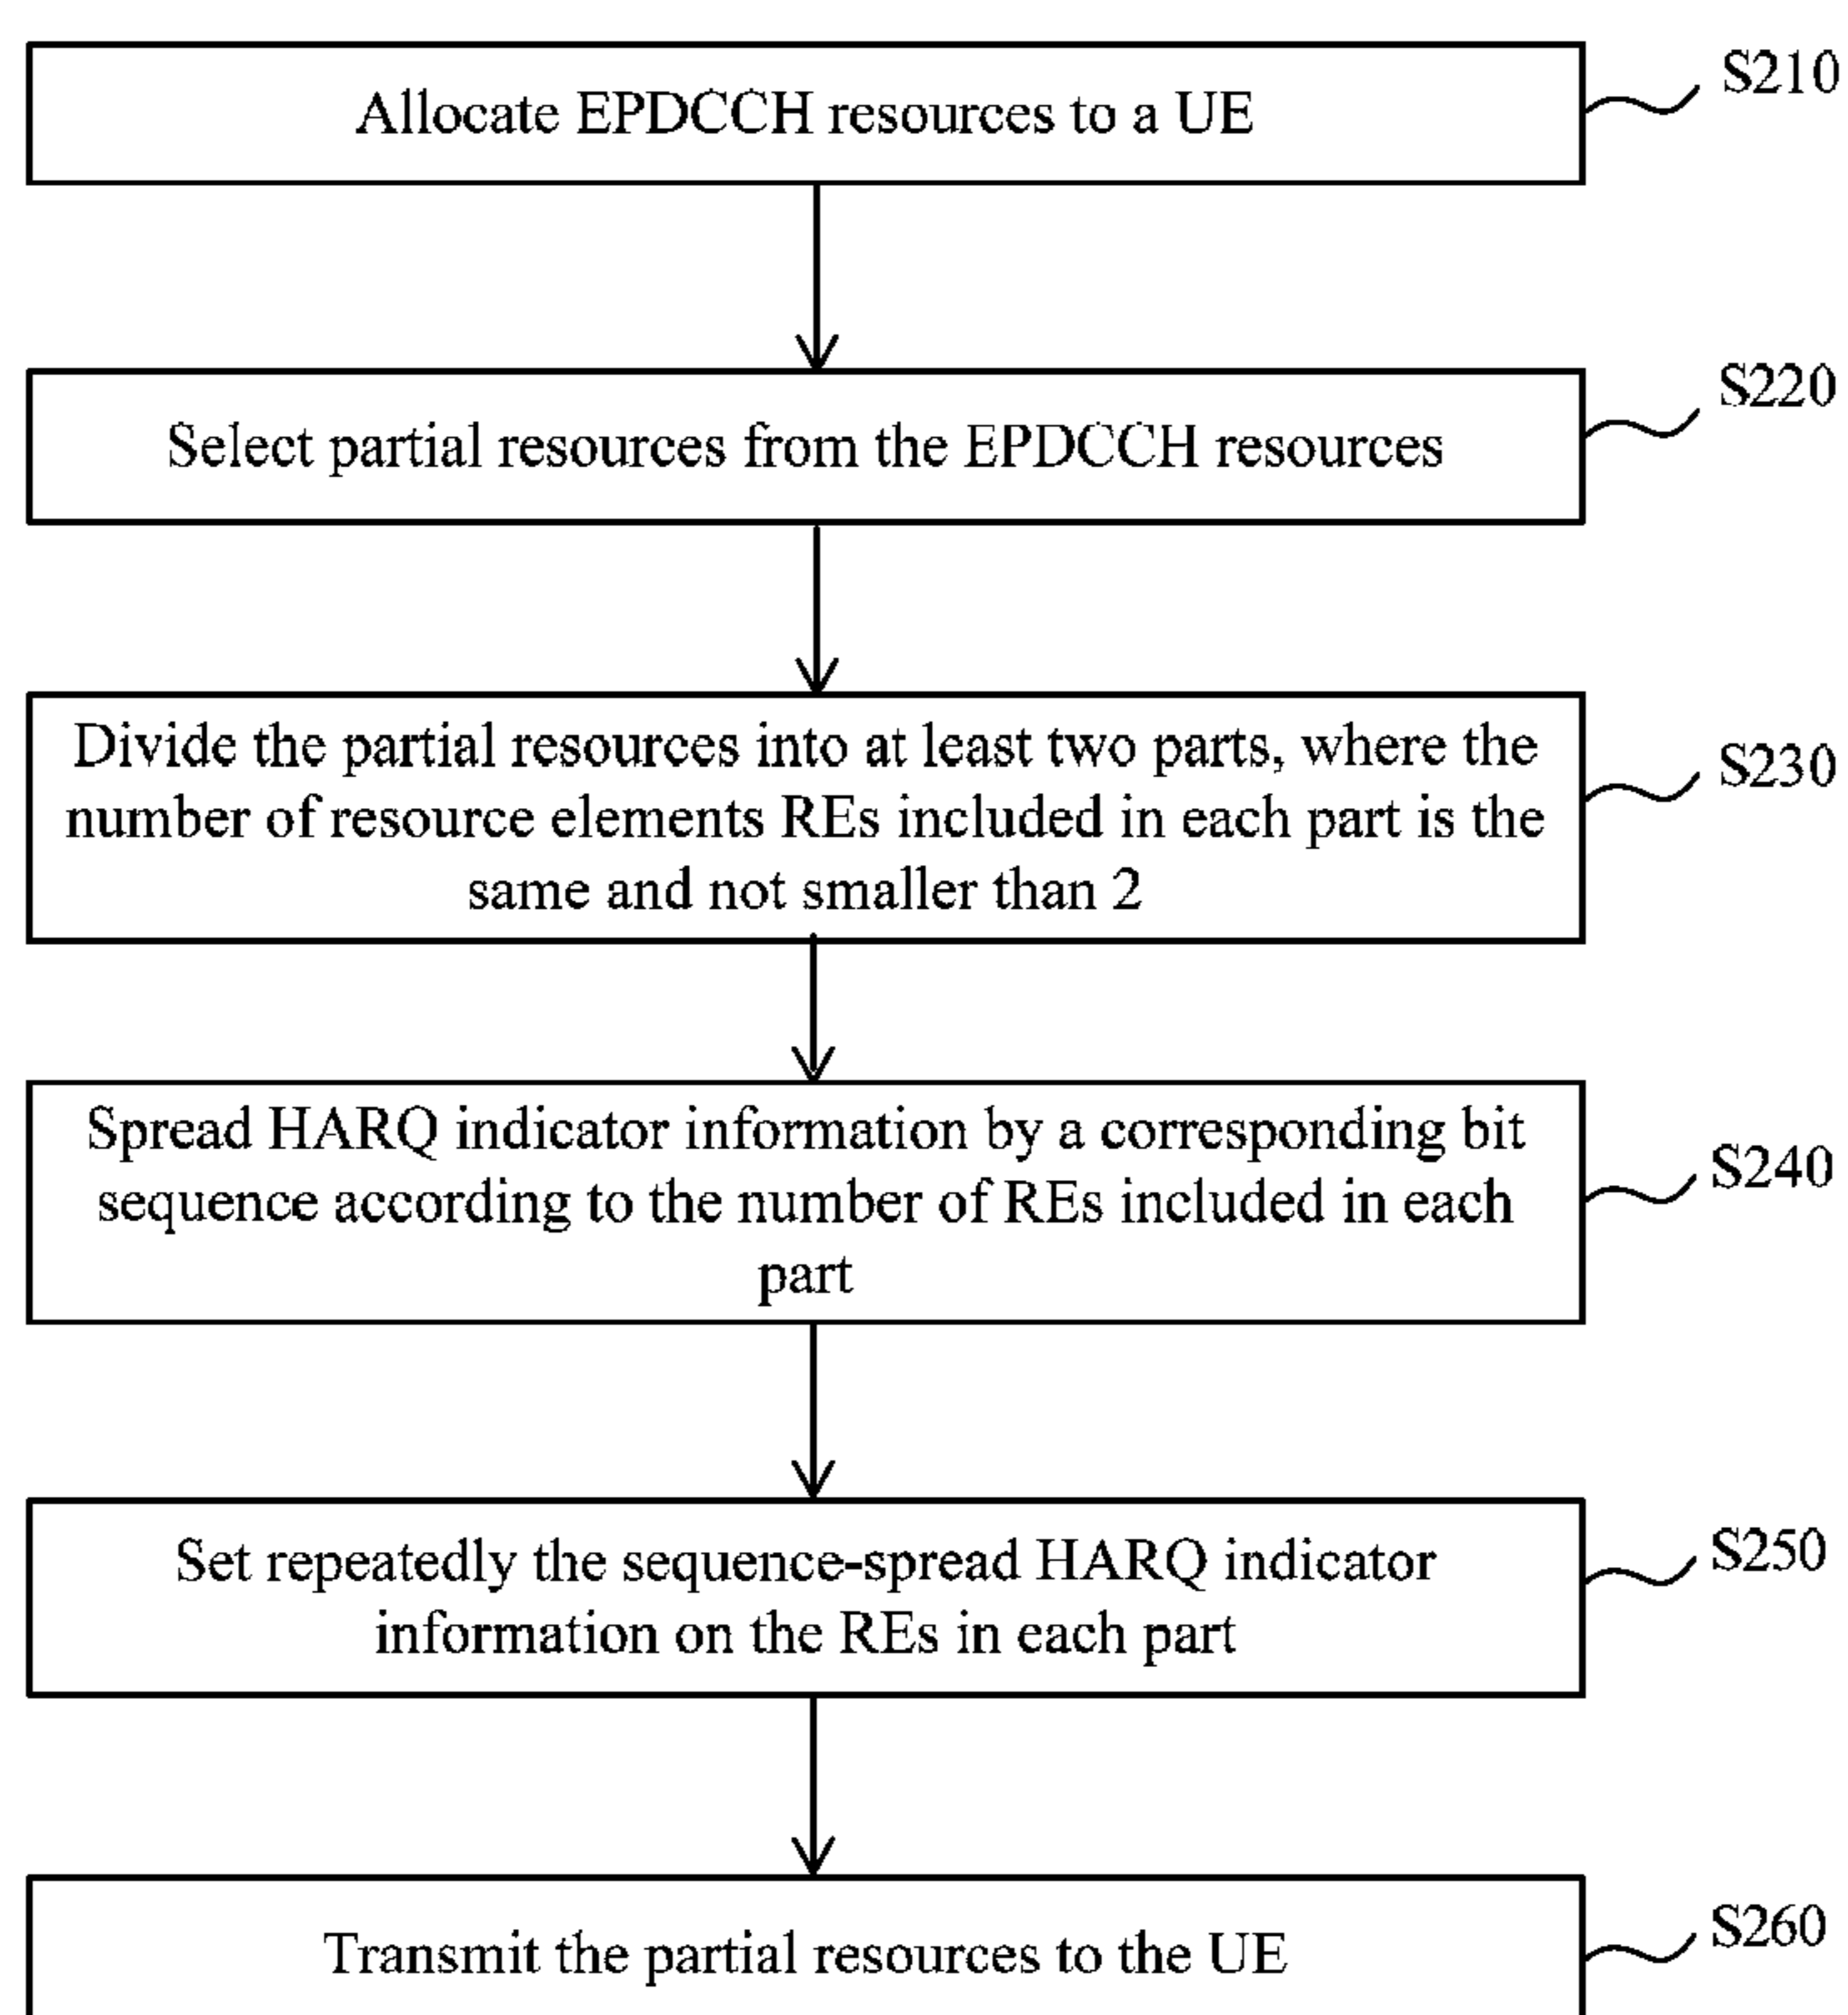 Allocate EPDCCH resources to a UE
S210
Select partial resources from the EPDCCH resources
S220
Divide the partial resources into at least two parts, where the
number of resource elements REs included in each part is the
same and not smaller than 2
S230
Spread HARQ indicator information by a corresponding bit
sequence according to the number of REs included in each
part
S240
Set repeatedly the sequence-spread HARQ indicator
information on the REs in each part
S250
Transmit the partial resources to the UE
S260